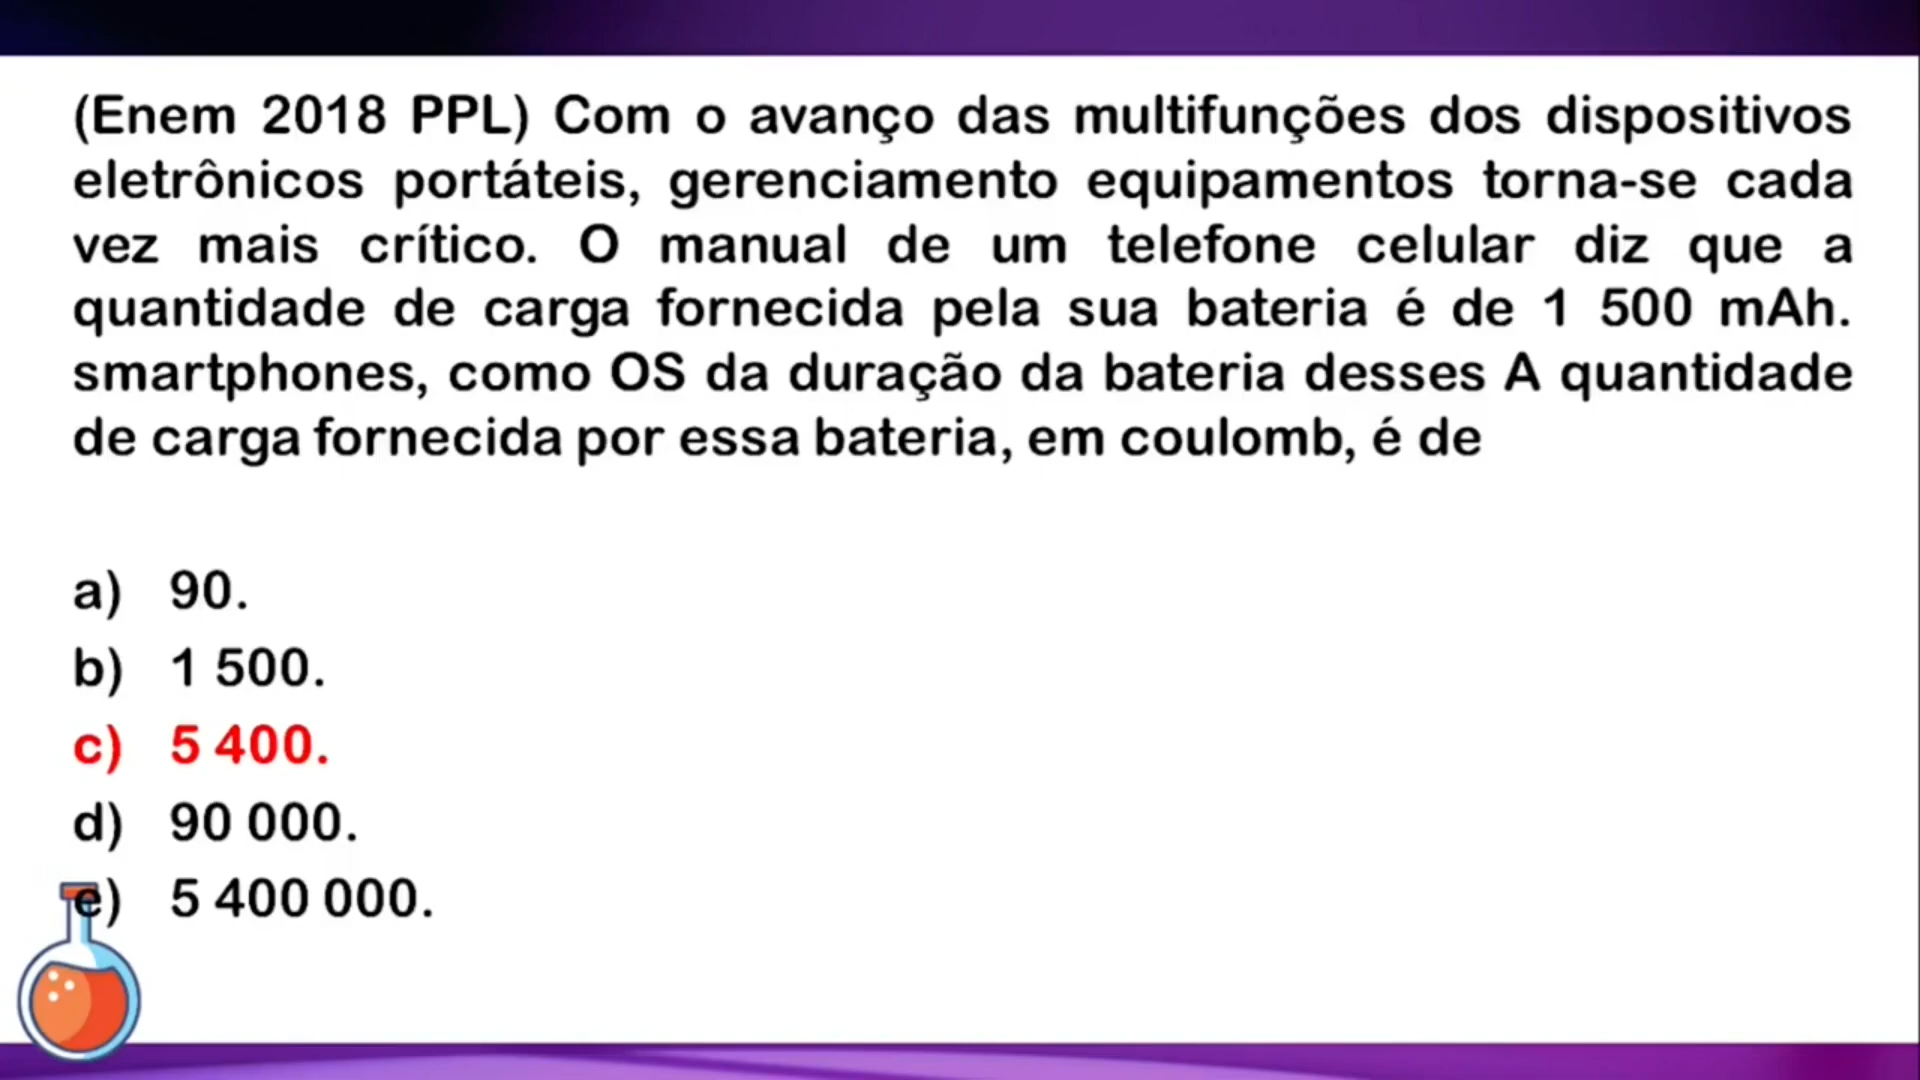 (Enem 2018 PPL) Com o avanço das multifunções dos dispositivos
eletrônicos portáteis, gerenciamento equipamentos torna-se cada
vez mais crítico. O manual de um telefone celular diz que a
quantidade de carga fornecida pela sua bateria é de 1 500 mAh.
smartphones, como OS da duração da bateria desses A quantidade
de carga fornecida por essa bateria, em coulomb, é de
a) 90.
b) 1 500.
c) 5 400.
d) 90 000.
e) 5 400 000.